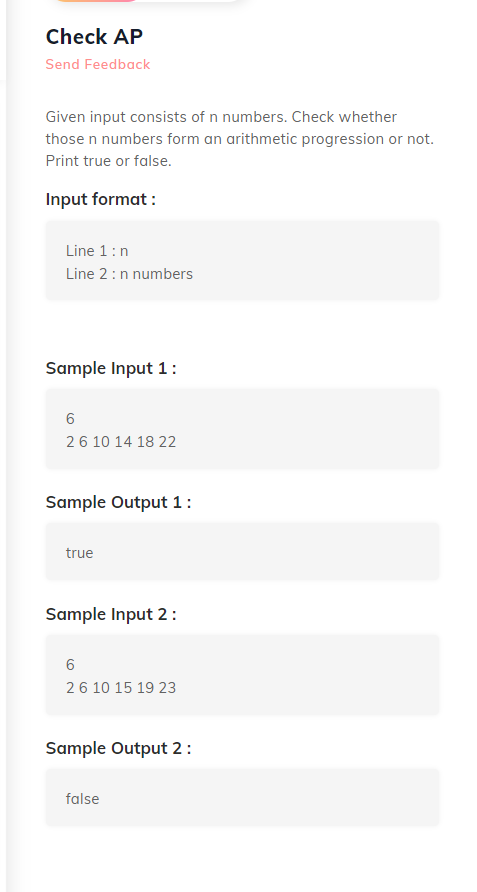 Check AP
Send Feedback
Given input consists of n numbers. Check whether
those n numbers form an arithmetic progression or not.
Print true or false.
Input format :
Line 1 : n
Line 2 : n numbers
Sample Input 1 :
6
2 6 10 14 18 22
Sample Output 1 :
true
Sample Input 2 :
6
2 6 10 15 19 23
Sample Output 2 :
false